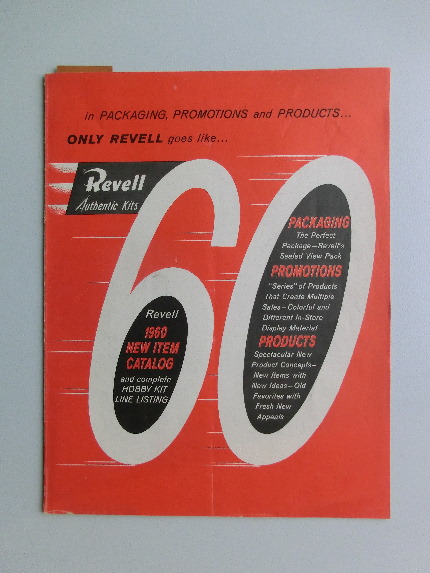 in PACKAGING, PROMOTIONS and PRODUCTS...
ONLY REVELL goes like...
Revell
Authentic Kits
60
Revell
1960
NEW ITEM
CATALOG
and complete
HOBBY KIT
LINE LISTING
PACKAGING
The Perfect
Package—Revell's
Sealed View Pack
PROMOTIONS
"Series" of Products
that Create Multiple
Sales—Colorful and
Different In-Store
Display Material
PRODUCTS
Spectacular New
Product Concepts—
New Items with
New Ideas—Old
Favorites with
Fresh New
Appeals